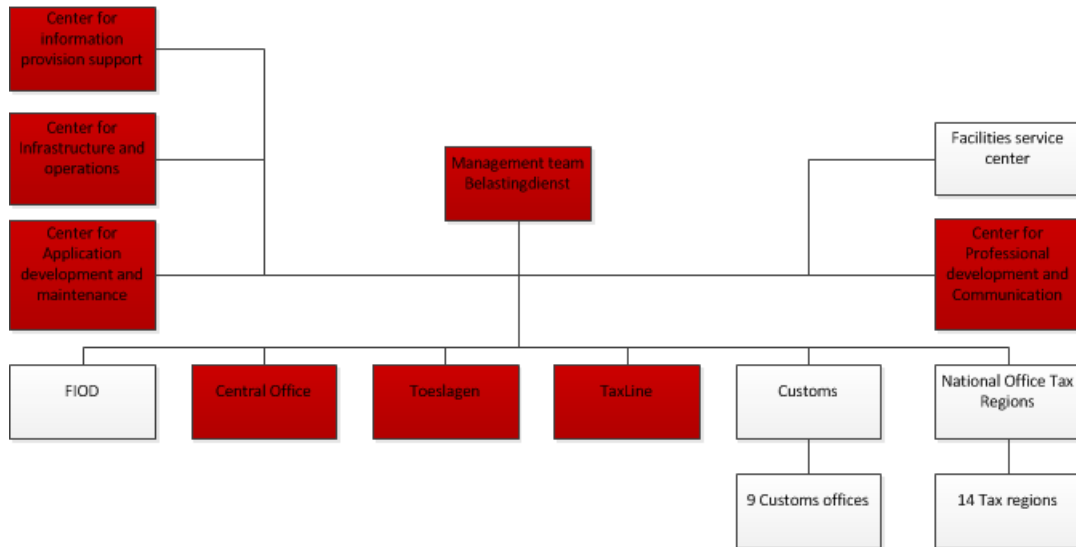 Center for
information
provision support
Center for
Infrastructure and
operations
Management team
Belastingdienst
Facilities service
center
Center for
Application
development and
maintenance
Center for
Professional
development and
Communication
FIOD
Central Office
Toeslagen
TaxLine
Customs
National Office Tax
Regions
9 Customs offices
14 Tax regions